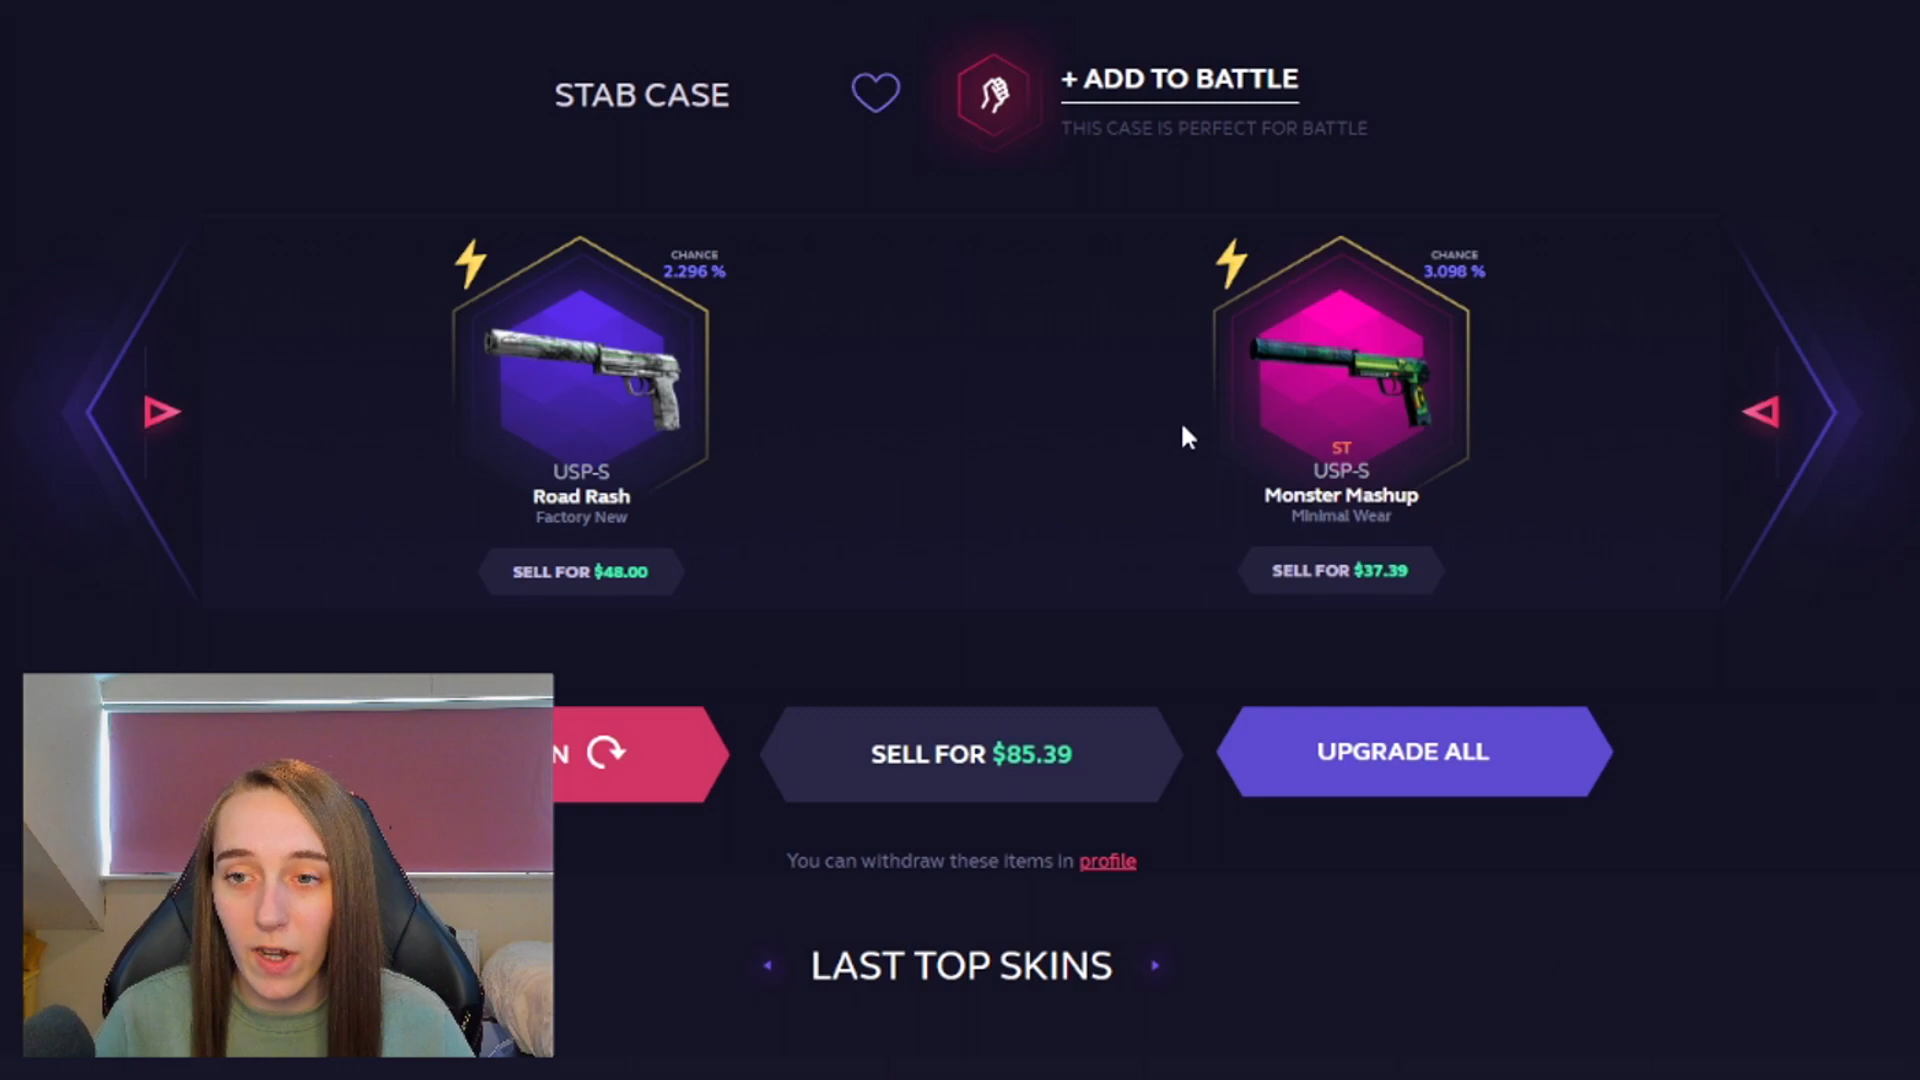 STAB CASE
+ ADD TO BATTLE
THIS CASE IS PERFECT FOR BATTLE
CHANCE
2.296 %
USP-S
Road Rash
Factory New
SELL FOR $48.00
CHANCE
3.098 %
ST
USP-S
Monster Mashup
Minimal Wear
SELL FOR $37.39
N
SELL FOR $85.39
UPGRADE ALL
You can withdraw these items in profile
LAST TOP SKINS